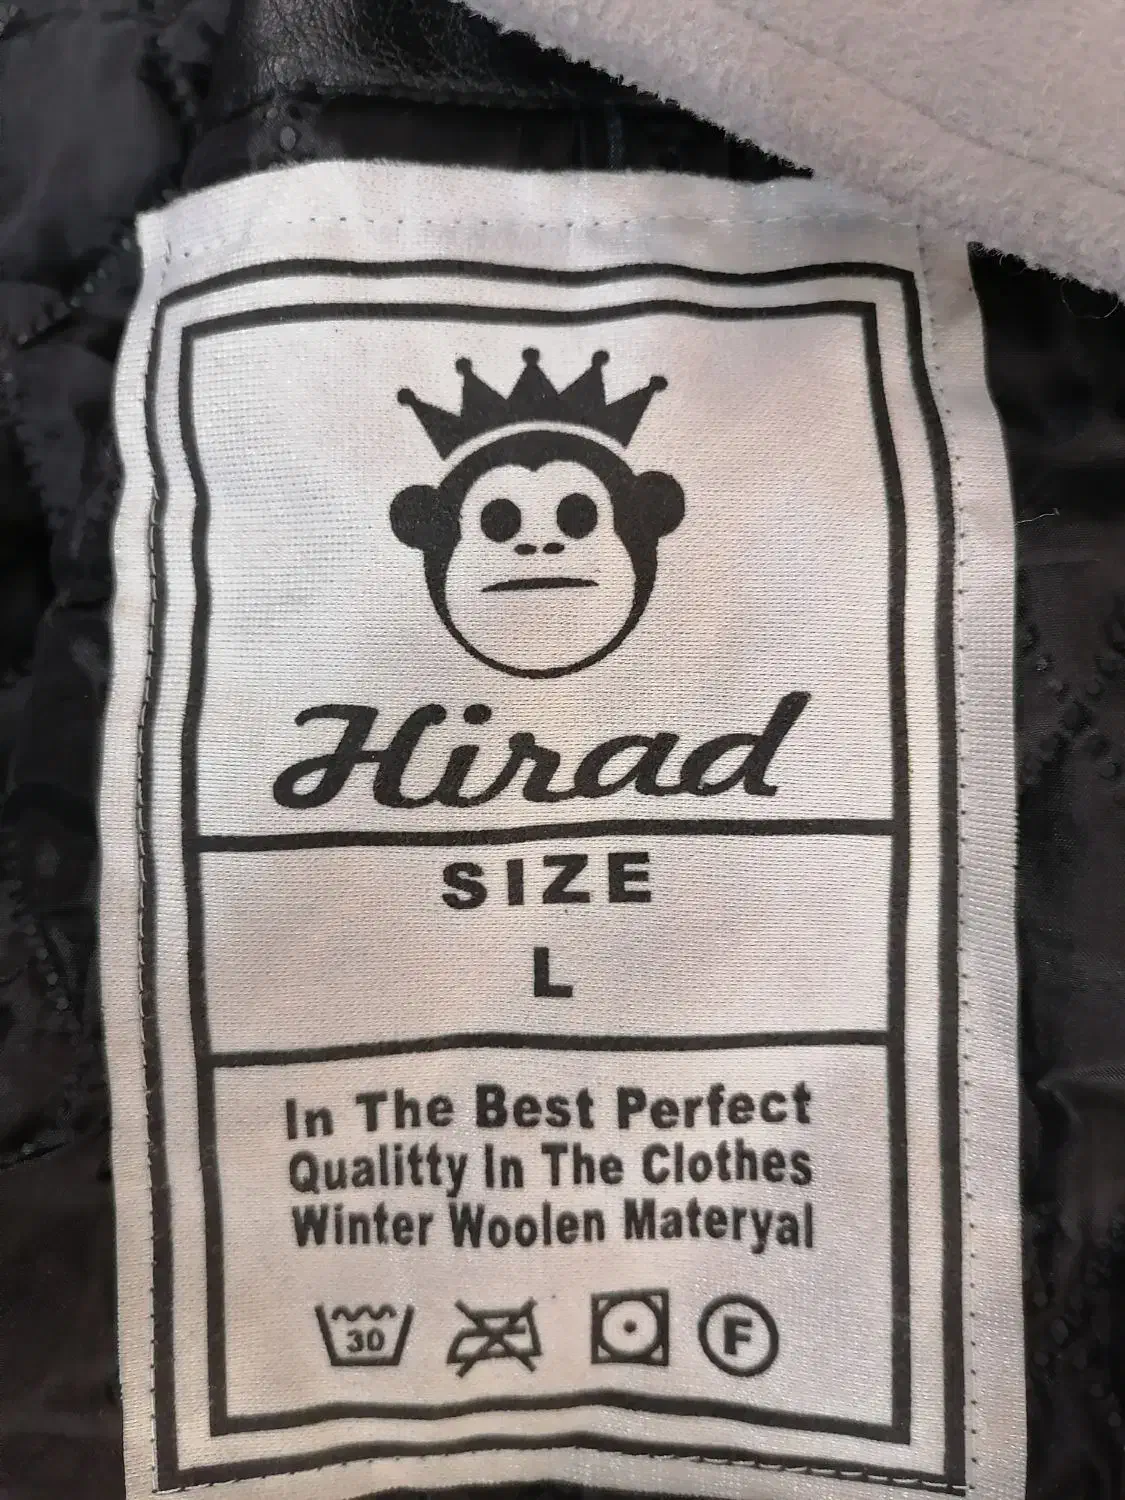 Hirad
SIZE
L
In The Best Perfect
Qualitty In The Clothes
Winter Woolen Materyal
30
F